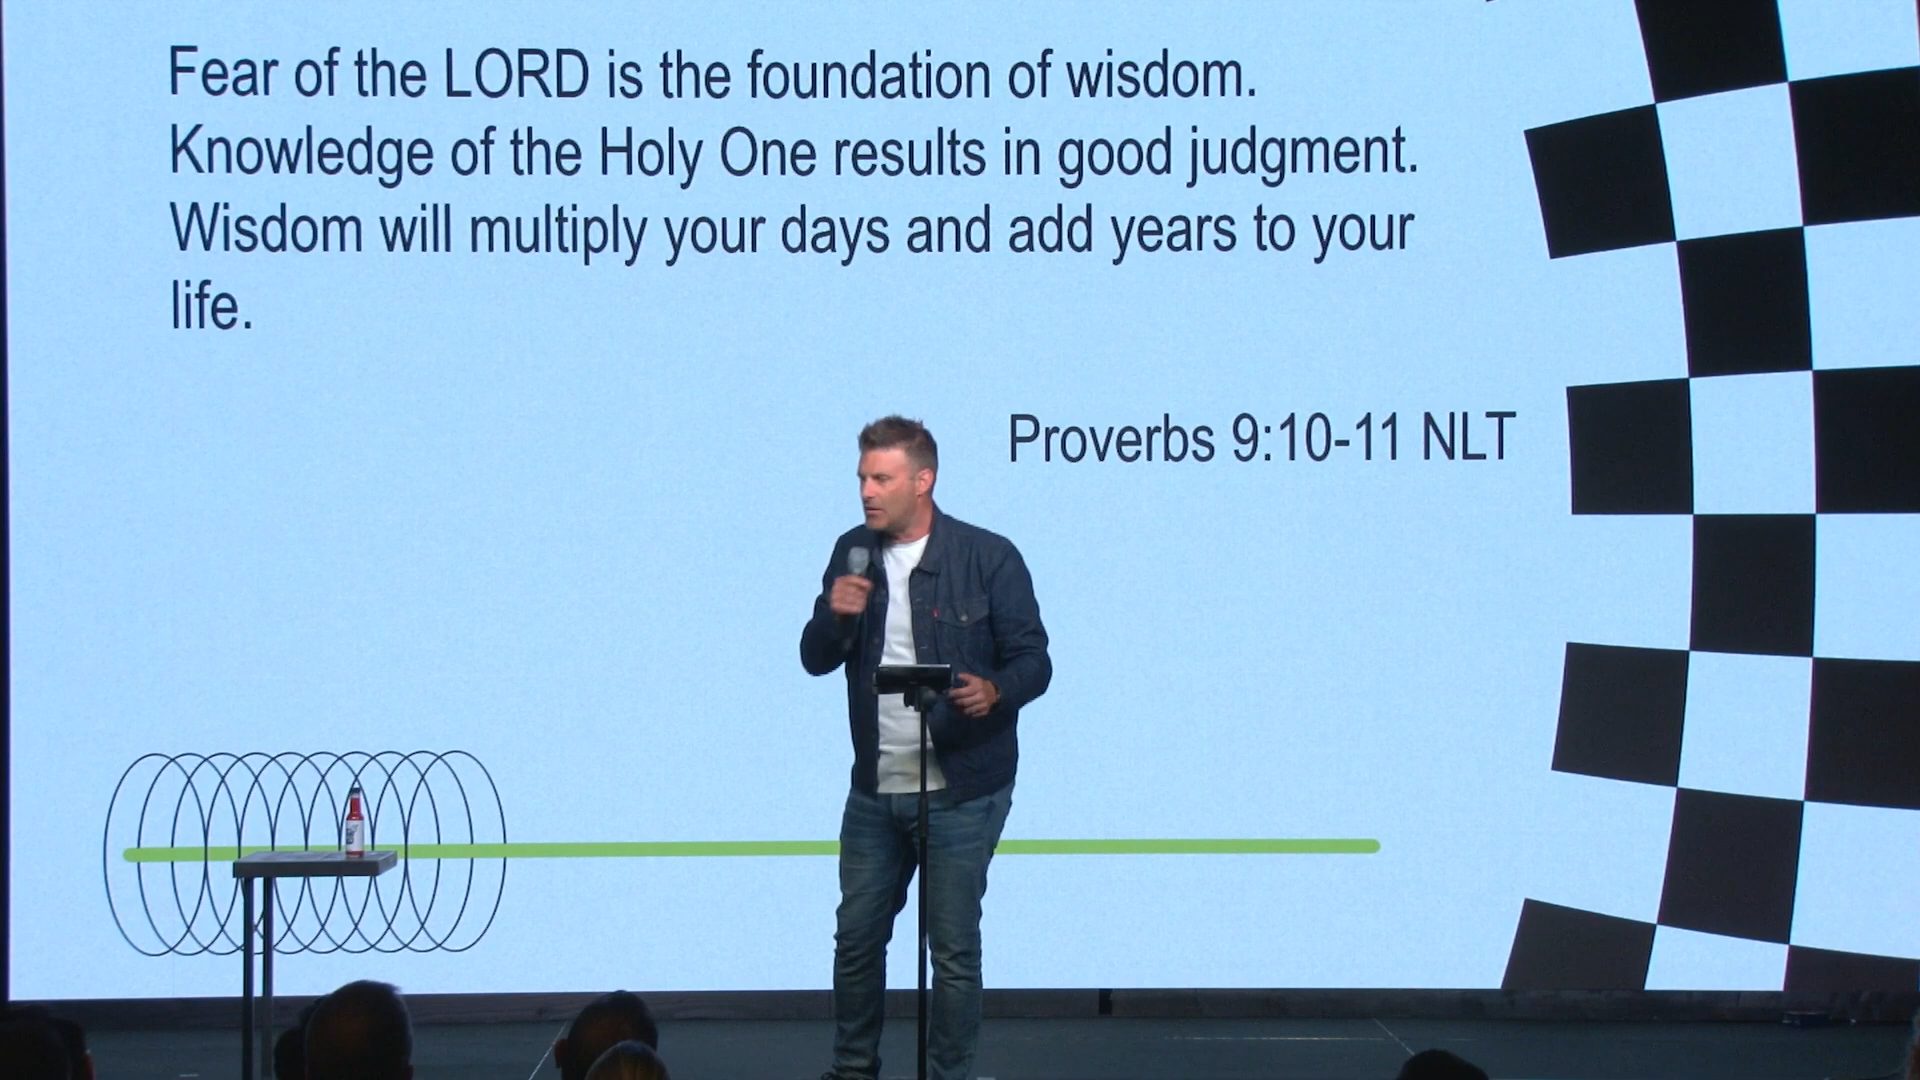 Fear of the LORD is the foundation of wisdom.
Knowledge of the Holy One results in good judgment.
Wisdom will multiply your days and add years to your
life.
Proverbs 9:10-11 NLT